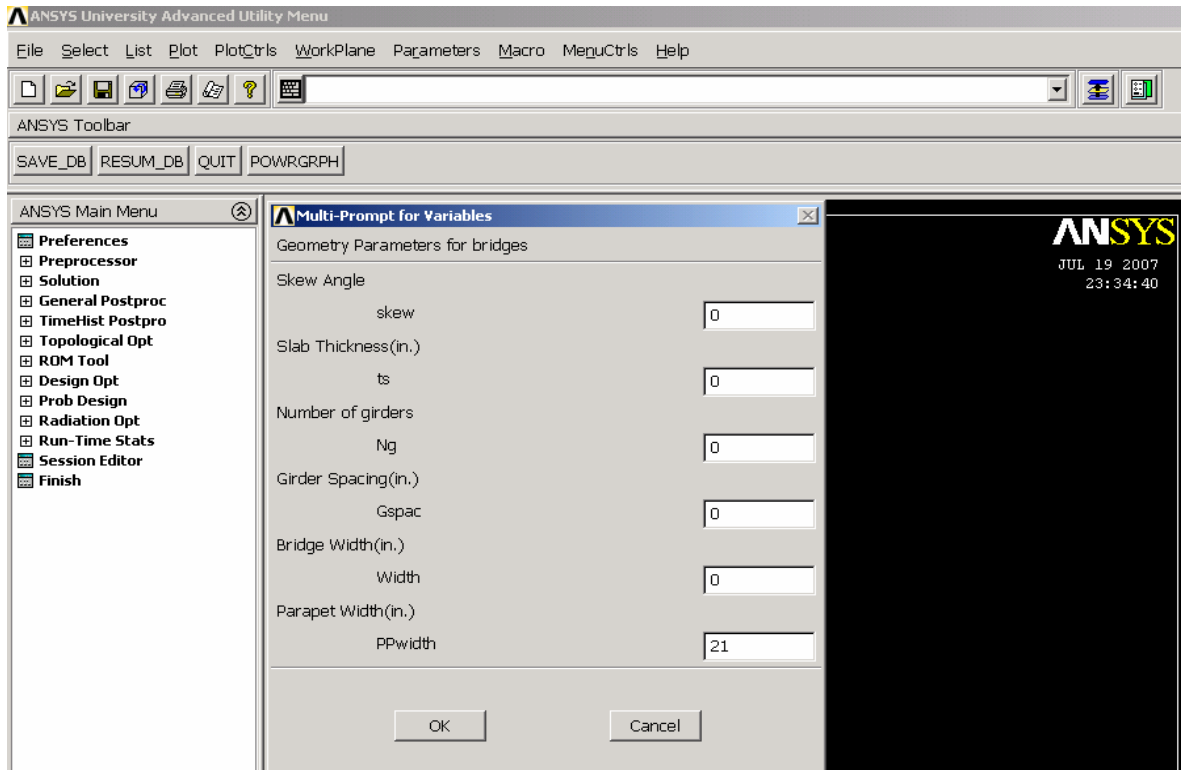 ANSYS University Advanced Utility Menu
File Select List Plot PlotCtrls WorkPlane Parameters Macro MenuCtrls Help
ANSYS Toolbar
SAVE_DB RESUM_DB QUIT POWRGRPH
ANSYS Main Menu
Preferences
Preprocessor
Solution
General Postproc
TimeHist Postpro
Topological Opt
ROM Tool
Design Opt
Prob Design
Radiation Opt
Run-Time Stats
Session Editor
Finish
Multi-Prompt for Variables
Geometry Parameters for bridges
Skew Angle
skew 0
Slab Thickness(in.)
ts 0
Number of girders
Ng 0
Girder Spacing(in.)
Gspac 0
Bridge Width(in.)
Width 0
Parapet Width(in.)
PPwidth 21
OK Cancel
ANSYS
JUL 19 2007
23:34:40